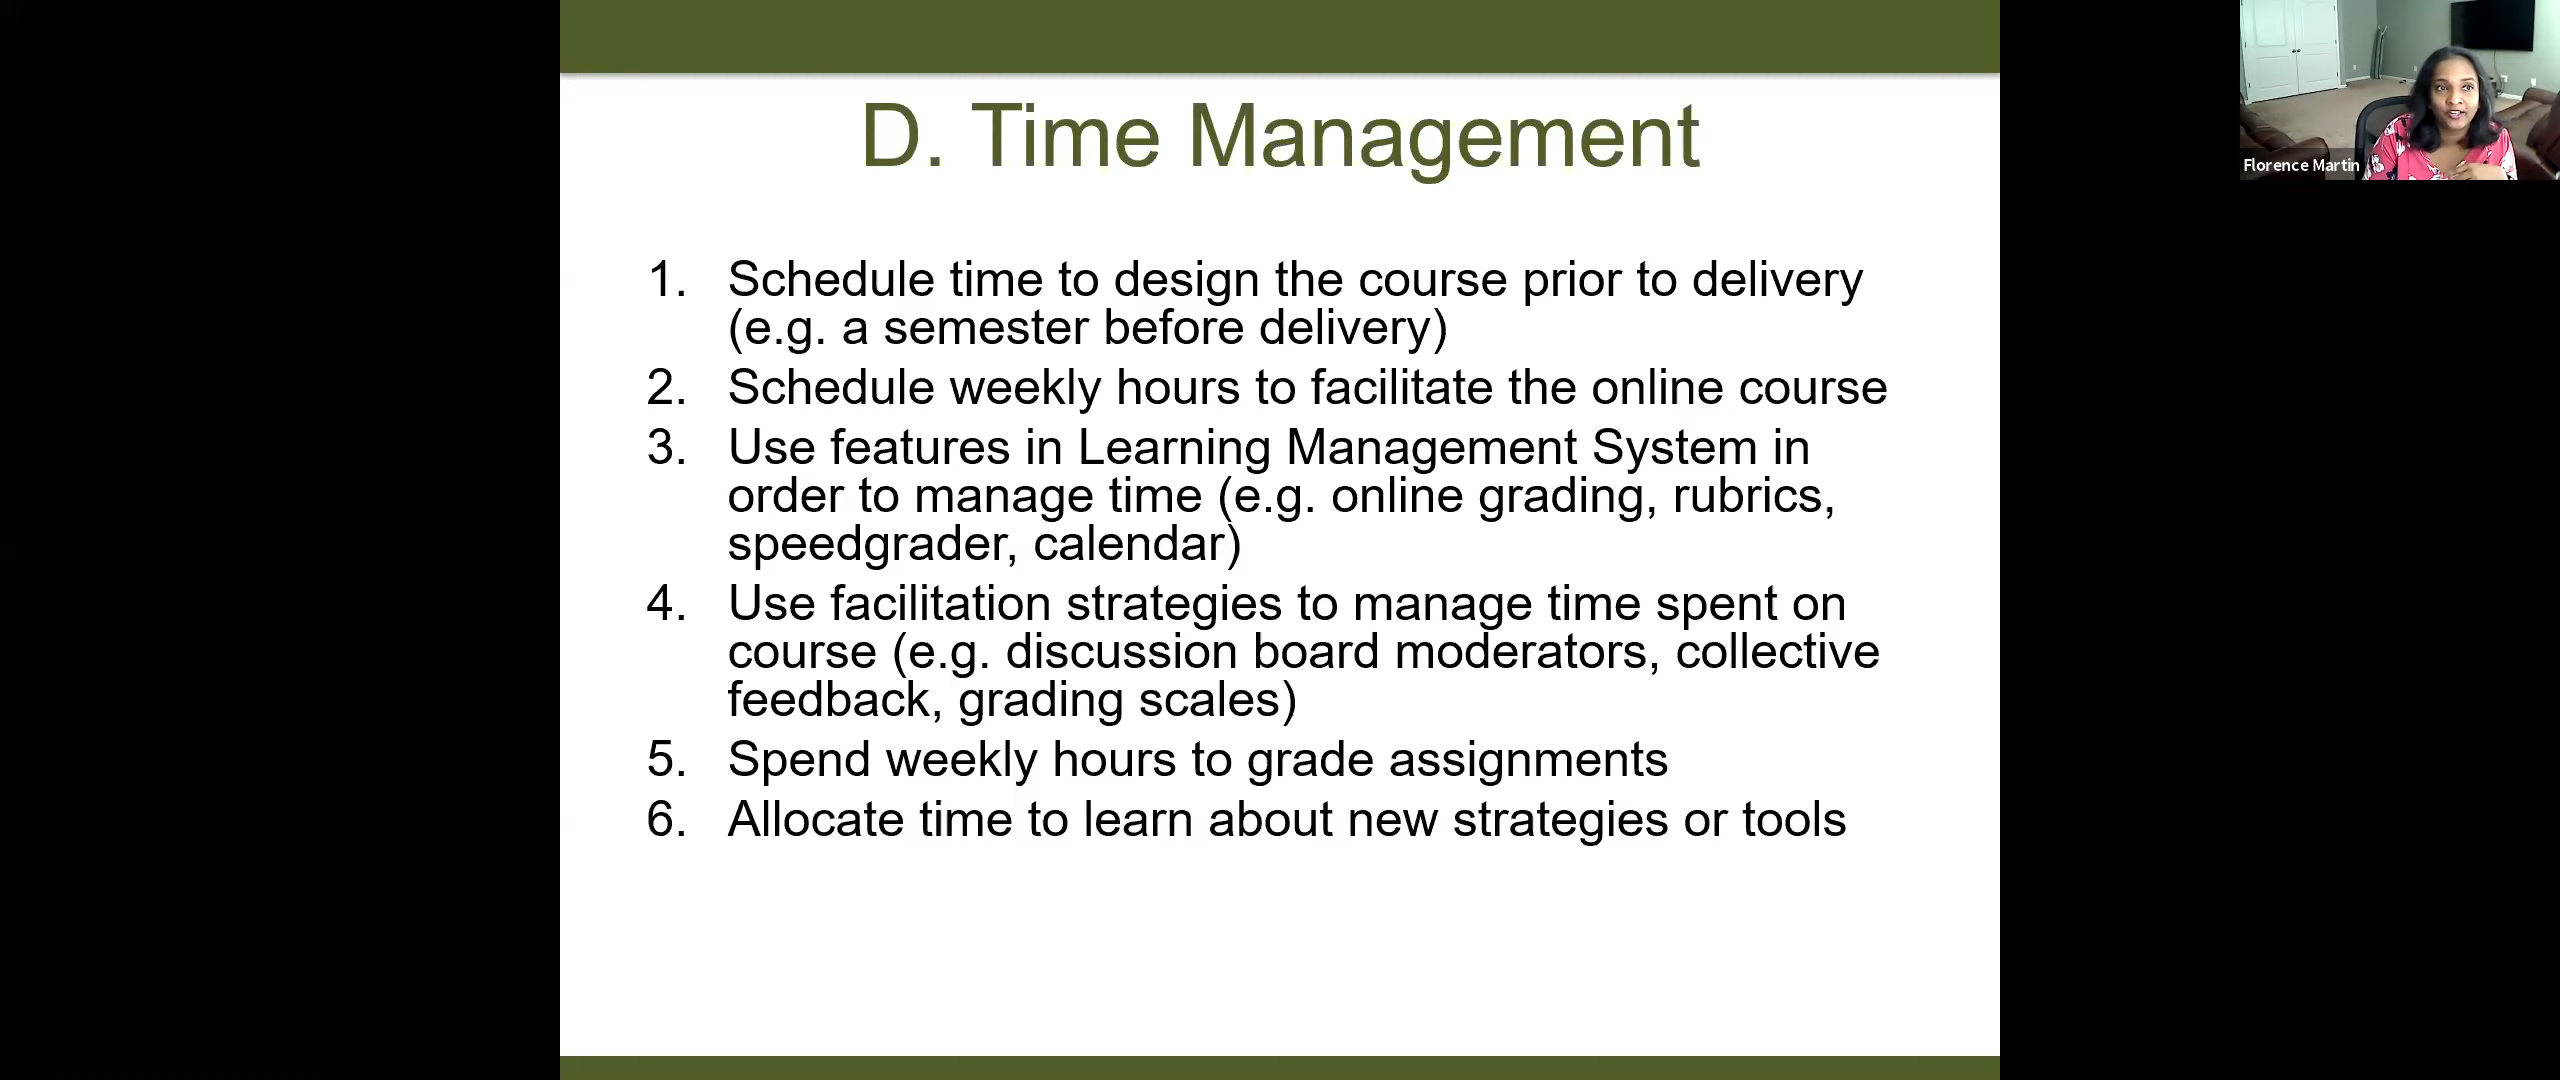 D. Time Management
1. Schedule time to design the course prior to delivery
(e.g. a semester before delivery)
2. Schedule weekly hours to facilitate the online course
3. Use features in Learning Management System in
order to manage time (e.g. online grading, rubrics,
speedgrader, calendar)
4. Use facilitation strategies to manage time spent on
course (e.g. discussion board moderators, collective
feedback, grading scales)
5. Spend weekly hours to grade assignments
6. Allocate time to learn about new strategies or tools
Florence Martin